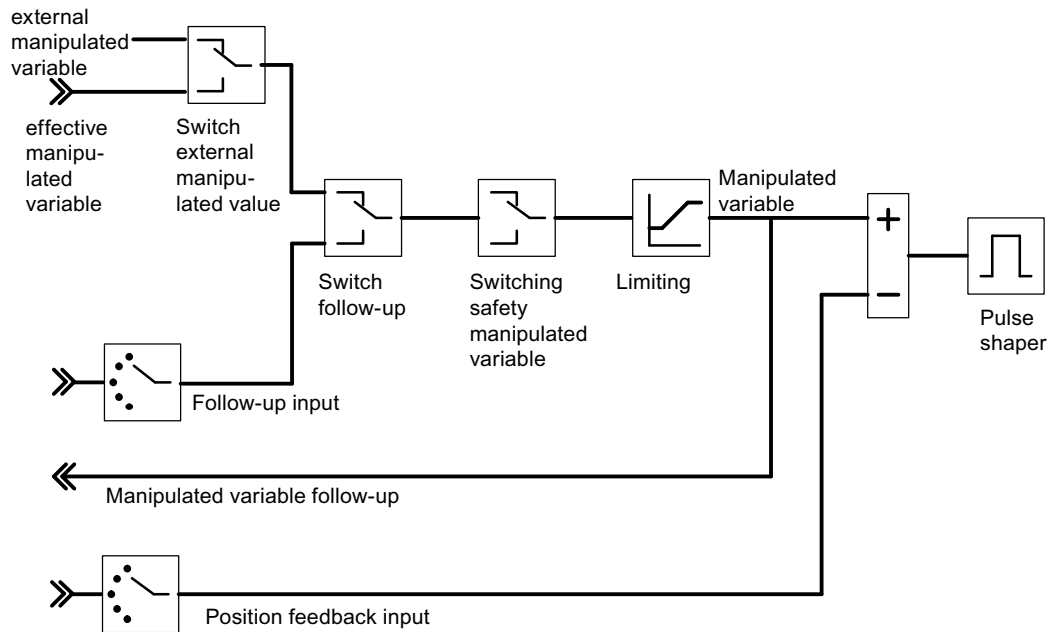 external
manipulated
variable
effective
manipu-
lated
variable
Switch
external
manipu-
lated value
Switch
follow-up
Switching
safety
manipulated
variable
Limiting
Manipulated
variable
+
−
Pulse
shaper
Follow-up input
Manipulated variable follow-up
Position feedback input